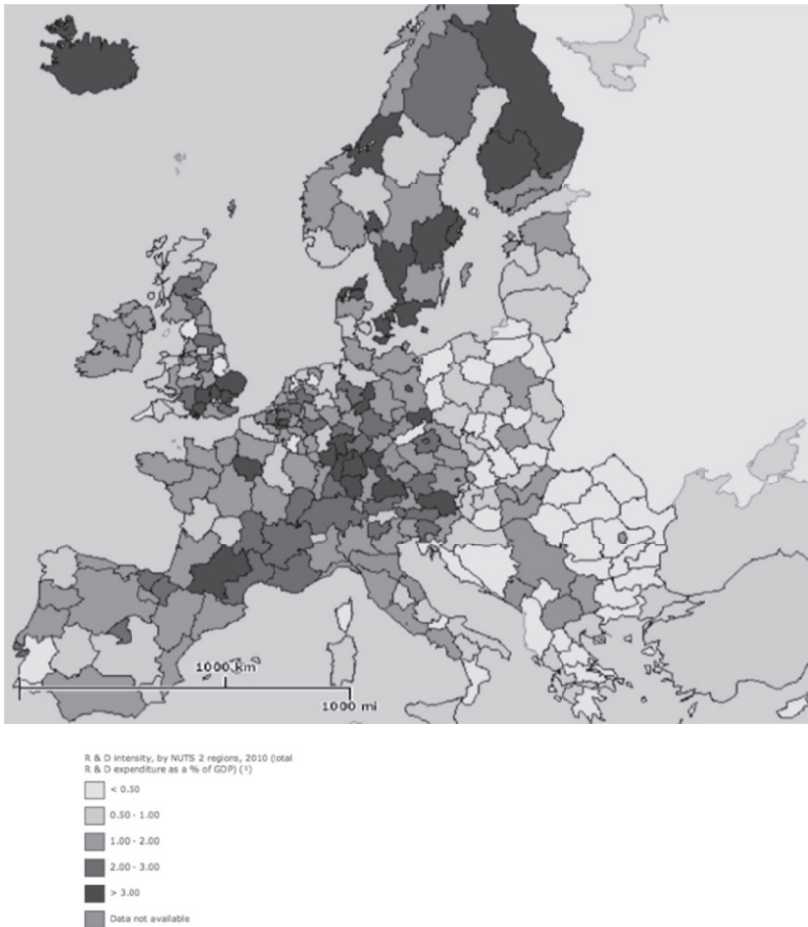 1000 km
1000 mi
R & D intensity, by NUTS 2 regions, 2010 (total
R & D expenditure as a % of GDP) (¹)
< 0.50
0.50 - 1.00
1.00 - 2.00
2.00 - 3.00
> 3.00
Data not available